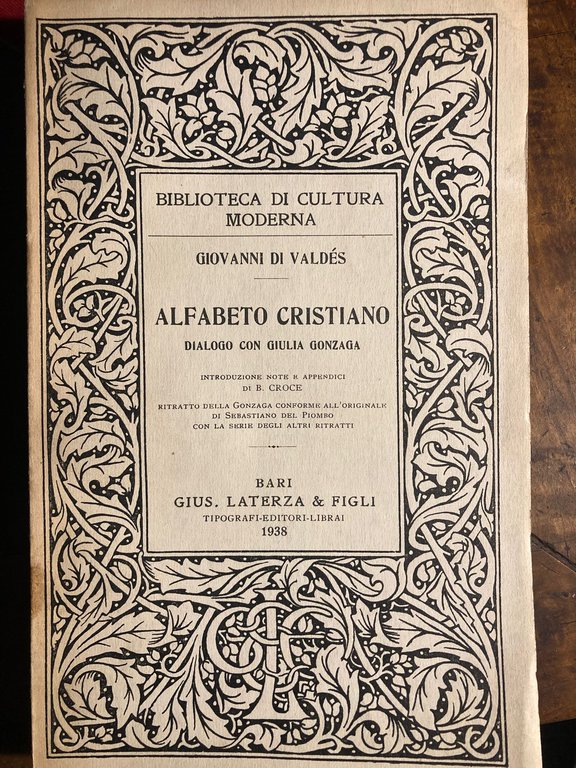 BIBLIOTECA DI CULTURA
MODERNA
GIOVANNI DI VALDÉS
ALFABETO CRISTIANO
DIALOGO CON GIULIA GONZAGA
INTRODUZIONE NOTE E APPENDICI
DI B. CROCE
RITRATTO DELLA GONZAGA CONFORME ALL'ORIGINALE
DI SEBASTIANO DEL PIOMBO
CON LA SERIE DEGLI ALTRI RITRATTI
BARI
GIUS. LATERZA & FIGLI
TIPOGRAFI-EDITORI-LIBRAI
1938